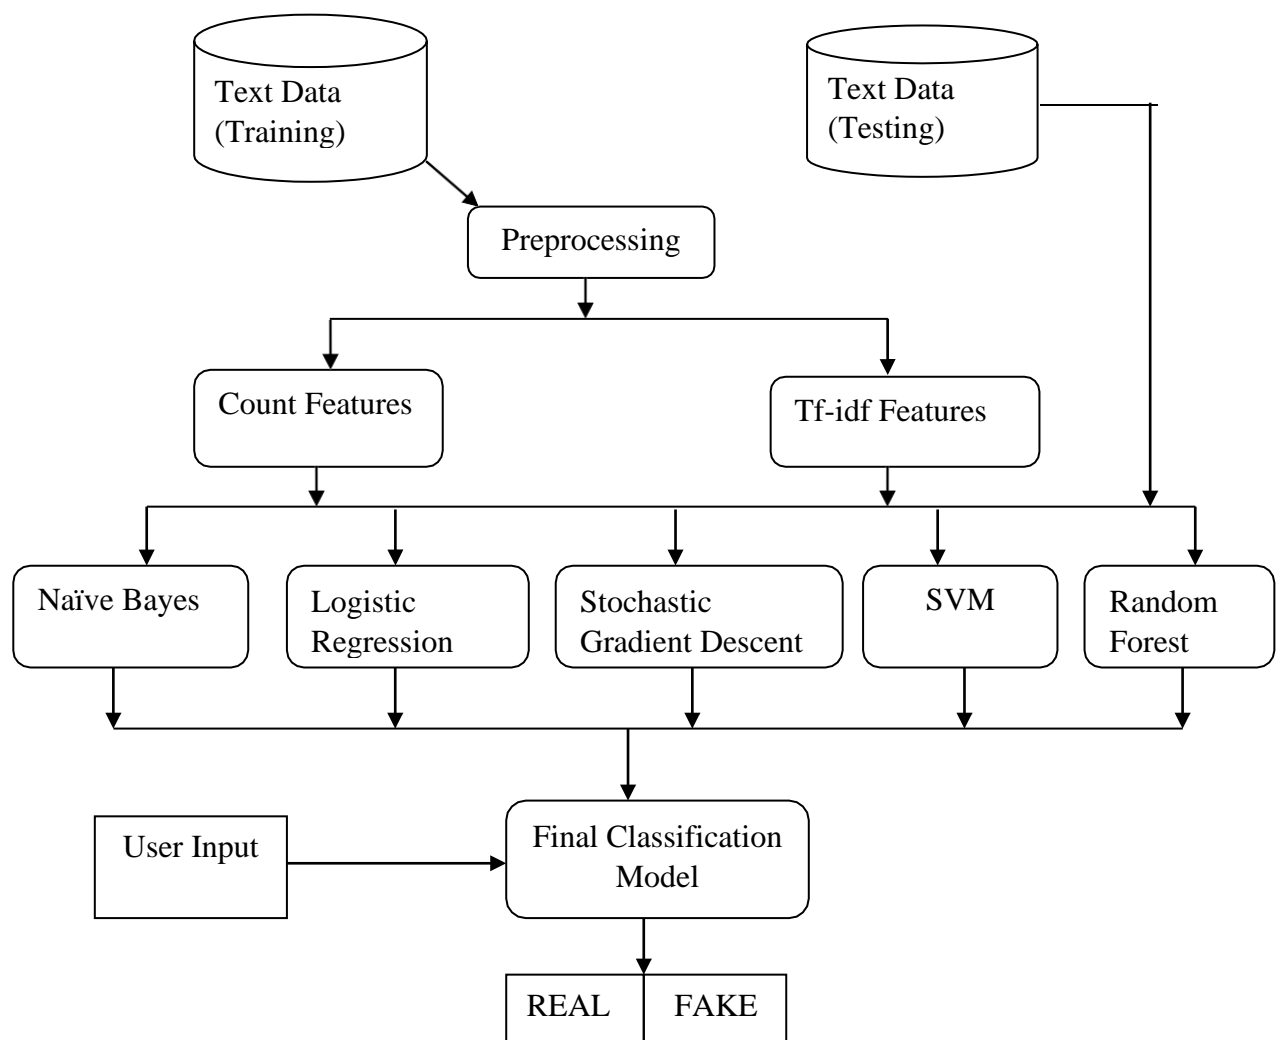 Text Data
(Training)
Text Data
(Testing)
Preprocessing
Count Features
Tf-idf Features
Naïve Bayes
Logistic
Regression
Stochastic
Gradient Descent
SVM
Random
Forest
User Input
Final Classification
Model
REAL
FAKE